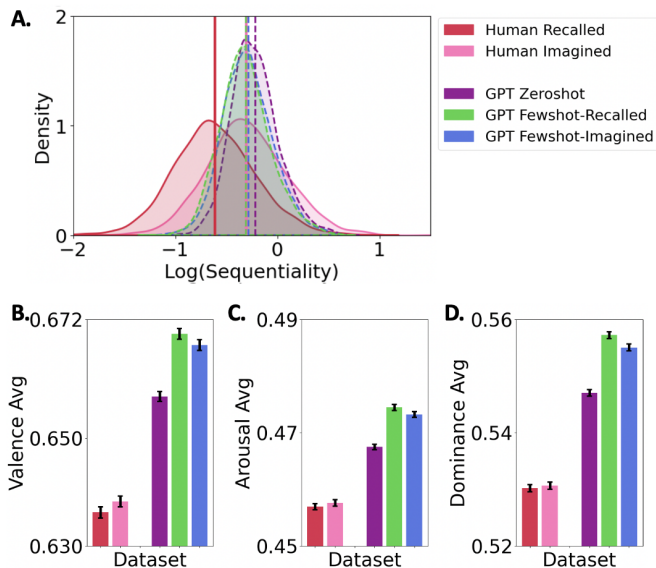 A.
2
1
0
Density
−2
−1
0
1
Log(Sequentiality)
Human Recalled
Human Imagined
GPT Zeroshot
GPT Fewshot-Recalled
GPT Fewshot-Imagined
B.
0.672
0.650
0.630
Valence Avg
Dataset
C.
0.49
0.47
0.45
Arousal Avg
Dataset
D.
0.56
0.54
0.52
Dominance Avg
Dataset